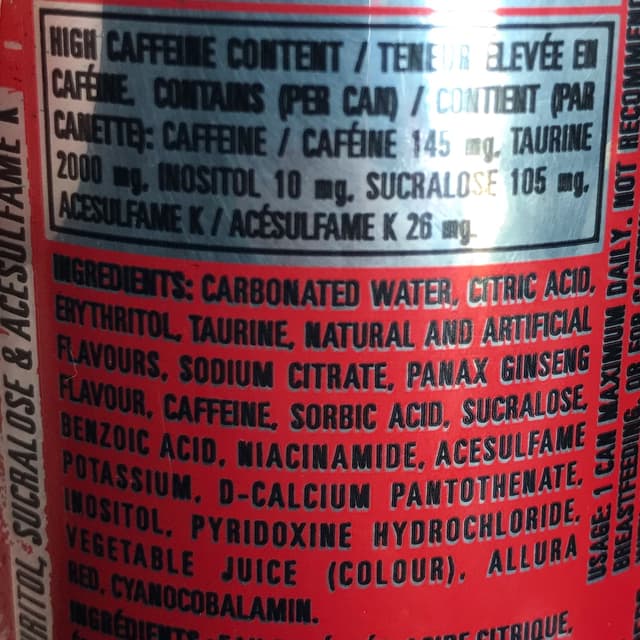 HIGH CAFFEINE CONTENT / TENEUR ÉLEVÉE EN
CAFÉINE. CONTAINS (PER CAN) / CONTIENT (PAR
CANETTE): CAFFEINE / CAFÉINE 145 mg, TAURINE
2000 mg, INOSITOL 10 mg, SUCRALOSE 105 mg,
ACESULFAME K / ACÉSULFAME K 26 mg.
INGREDIENTS: CARBONATED WATER, CITRIC ACID,
ERYTHRITOL, TAURINE, NATURAL AND ARTIFICIAL
FLAVOURS, SODIUM CITRATE, PANAX GINSENG
FLAVOUR, CAFFEINE, SORBIC ACID, SUCRALOSE,
BENZOIC ACID, NIACINAMIDE, ACESULFAME
POTASSIUM, D-CALCIUM PANTOTHENATE,
INOSITOL, PYRIDOXINE HYDROCHLORIDE,
VEGETABLE JUICE (COLOUR), ALLURA
RED, CYANOCOBALAMIN.
INGRÉDIENTS: CITRIQUE,
RITOL, SUCRALOSE & ACESULFAME K
USAGE: 1 CAN MAXIMUM DAILY. NOT RECOMMEN
BREASTFEEDING, OR